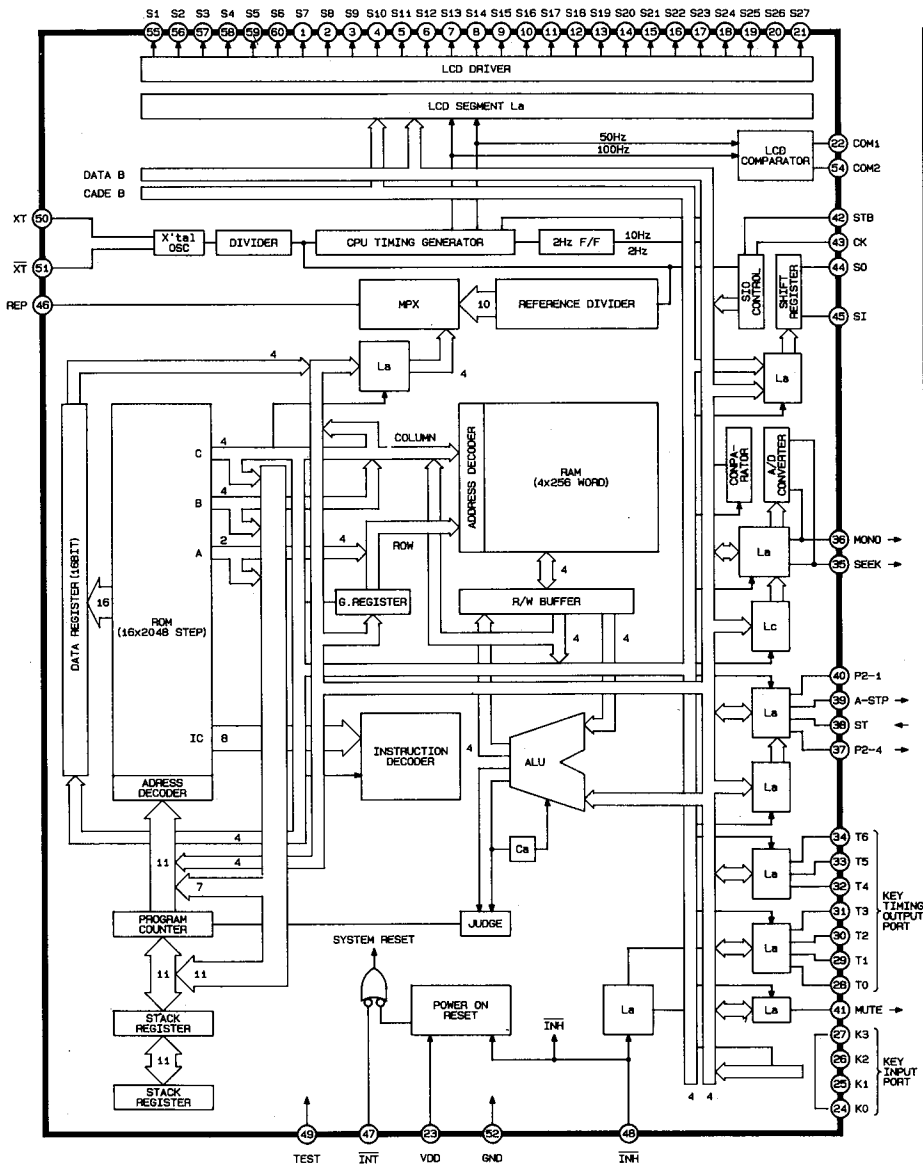 S1 S2 S3 S4 S5 S6 S7 S8 S9 S10 S11 S12 S13 S14 S15 S16 S17 S18 S19 S20 S21 S22 S23 S24 S25 S26 S27
55 56 57 58 59 60 1 2 3 4 5 6 7 8 9 10 11 12 13 14 15 16 17 18 19 20 21
LCD DRIVER
LCD SEGMENT La
50Hz
100Hz
LCD
COMPARATOR
22 COM1
54 COM2
DATA B
CADE B
XT
50
X'tal
OSC
DIVIDER
CPU TIMING GENERATOR
2Hz F/F
10Hz
2Hz
42 STB
43 CK
44 SO
45 SI
SIO
CONTROL
SHIFT
REGISTER
51
XT
REP 46
MPX
10
REFERENCE DIVIDER
4
La
4
La
DATA REGISTER (16BIT)
16
ROM
(16x2048 STEP)
C
4
B
4
A
2
IC
8
COLUMN
4
ROW
ADDRESS DECODER
RAM
(4x256 WORD)
CONPA-
RATOR
A/D
CONVERTER
La
36 MONO
35 SEEK
4
G.REGISTER
R/W BUFFER
4
4
Lc
40 P2-1
39 A-STP
38 ST
37 P2-4
La
INSTRUCTION
DECODER
4
ALU
La
ADRESS
DECODER
4
4
11
7
Ca
34 T6
33 T5
32 T4
La
31 T3
30 T2
29 T1
28 T0
La
KEY
TIMING
OUTPUT
PORT
PROGRAM
COUNTER
JUDGE
SYSTEM RESET
11
11
POWER ON
RESET
La
La
41 MUTE
STACK
REGISTER
INH
27 K3
26 K2
25 K1
24 K0
KEY
INPUT
PORT
11
STACK
REGISTER
4 4
49 47 23 52 48
TEST INT VDD GND INH